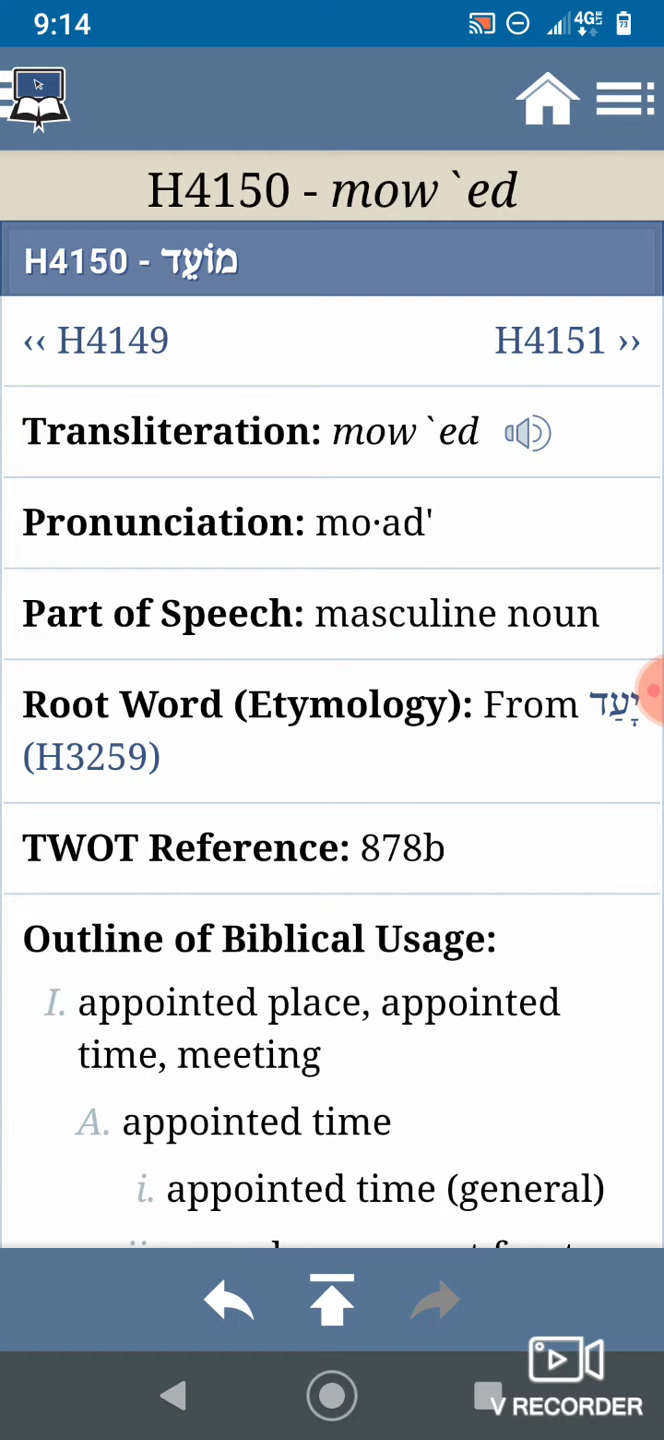 9:14
4G
73
H4150 - mow`ed
H4150 - מוֹעֵד
‹‹ H4149 H4151 ››
Transliteration: mow`ed
Pronunciation: mo·ad'
Part of Speech: masculine noun
Root Word (Etymology): From יָעַד
(H3259)
TWOT Reference: 878b
Outline of Biblical Usage:
I. appointed place, appointed
time, meeting
A. appointed time
i. appointed time (general)
V RECORDER